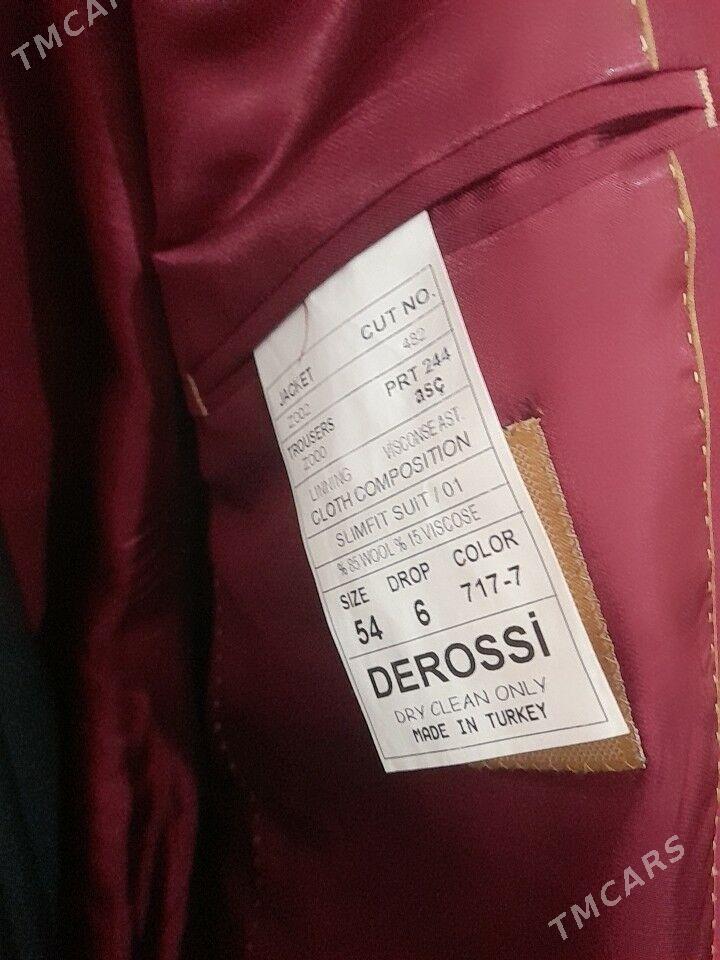 TMCARS
JACKET CUT NO.
Z002 482
TROUSERS PRT 244
Z000 asç
LINNING VISCONSE AST.
CLOTH COMPOSITION
SLIMFIT SUIT / 01
% 85 WOOL % 15 VISCOSE
SIZE DROP COLOR
54 6 717-7
DEROSSİ
DRY CLEAN ONLY
MADE IN TURKEY
TMCARS